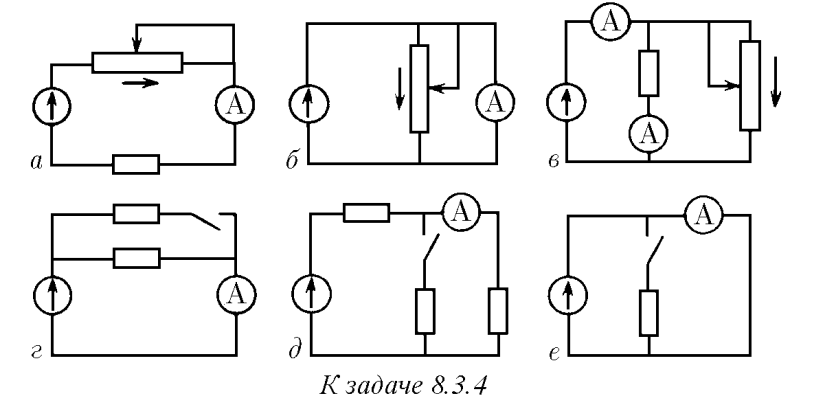 А А А
А
а б А в
А А
г А д е
К задаче 8.3.4